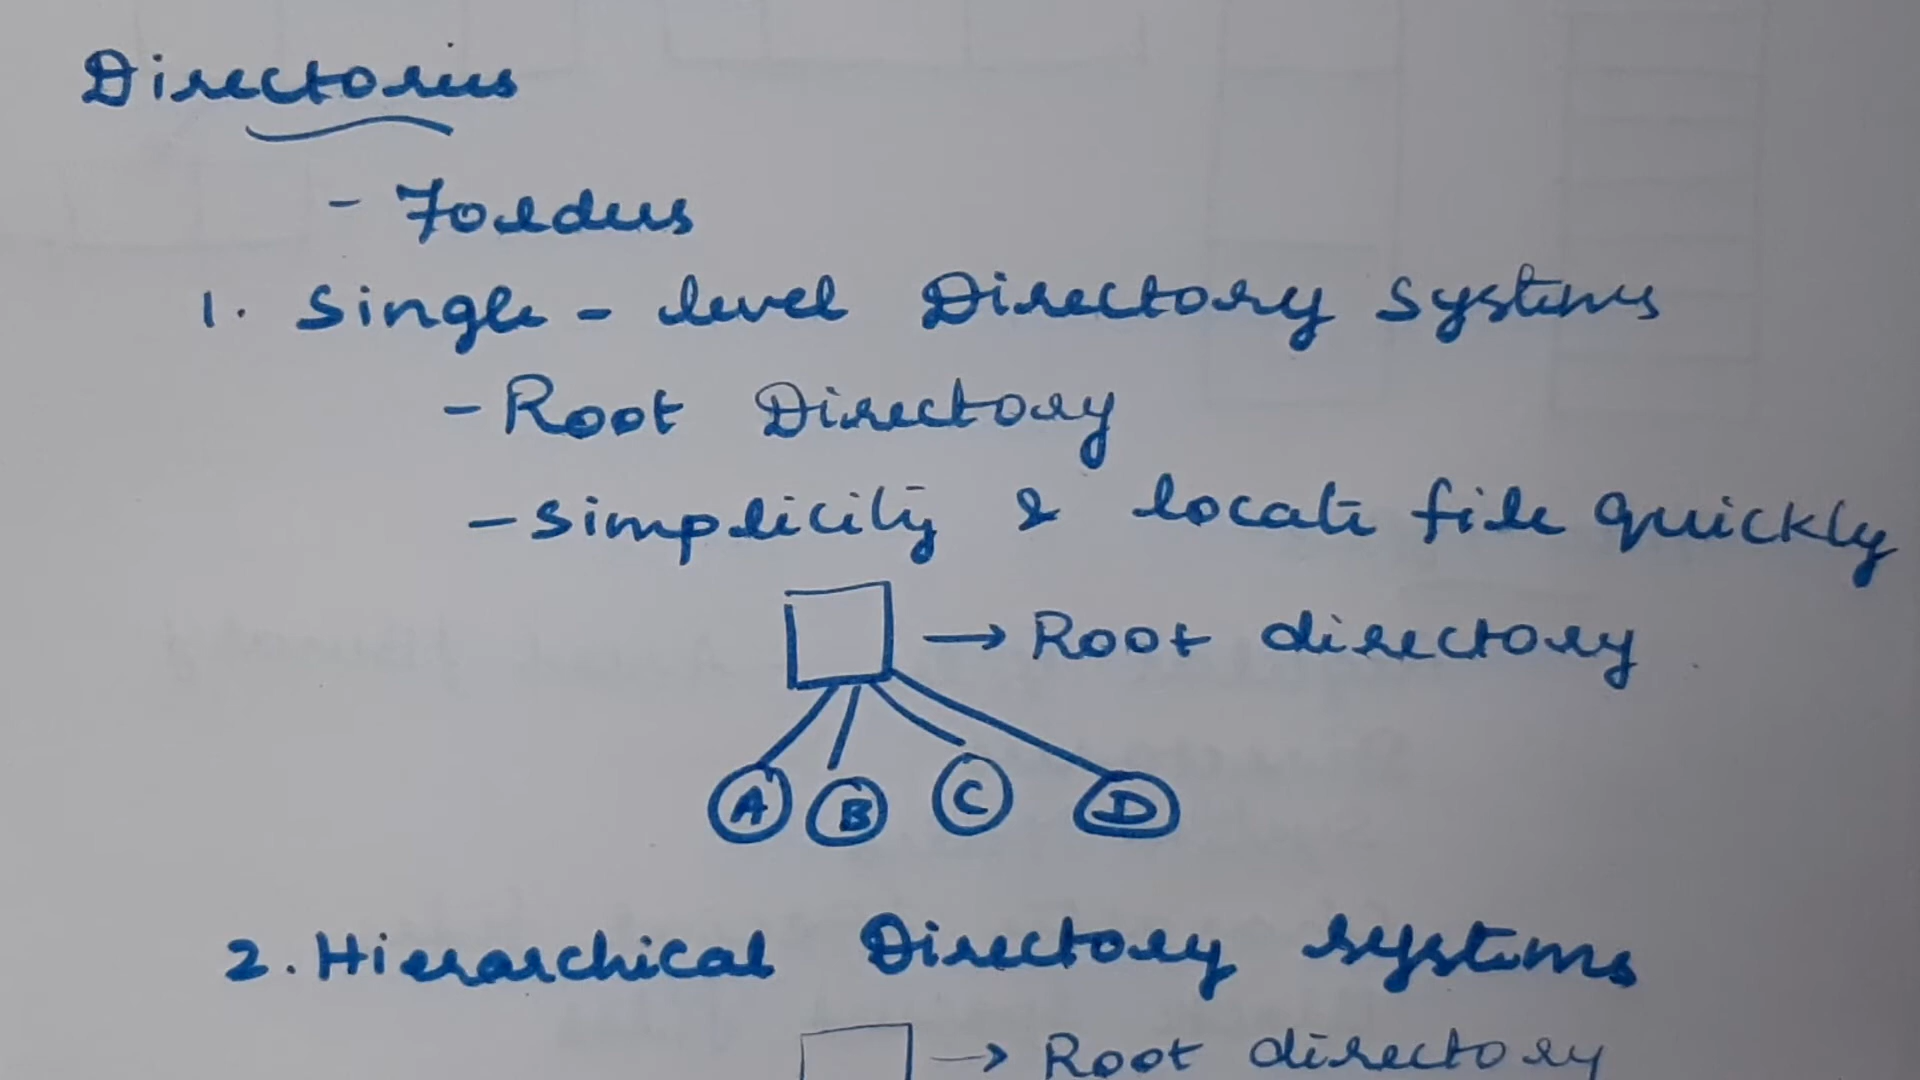 Directories
- Folders
1. Single - level Directory Systems
- Root Directory
- Simplicity & locate file quickly
→ Root directory
A B C D
2. Hierarchical Directory systems
→ Root directory